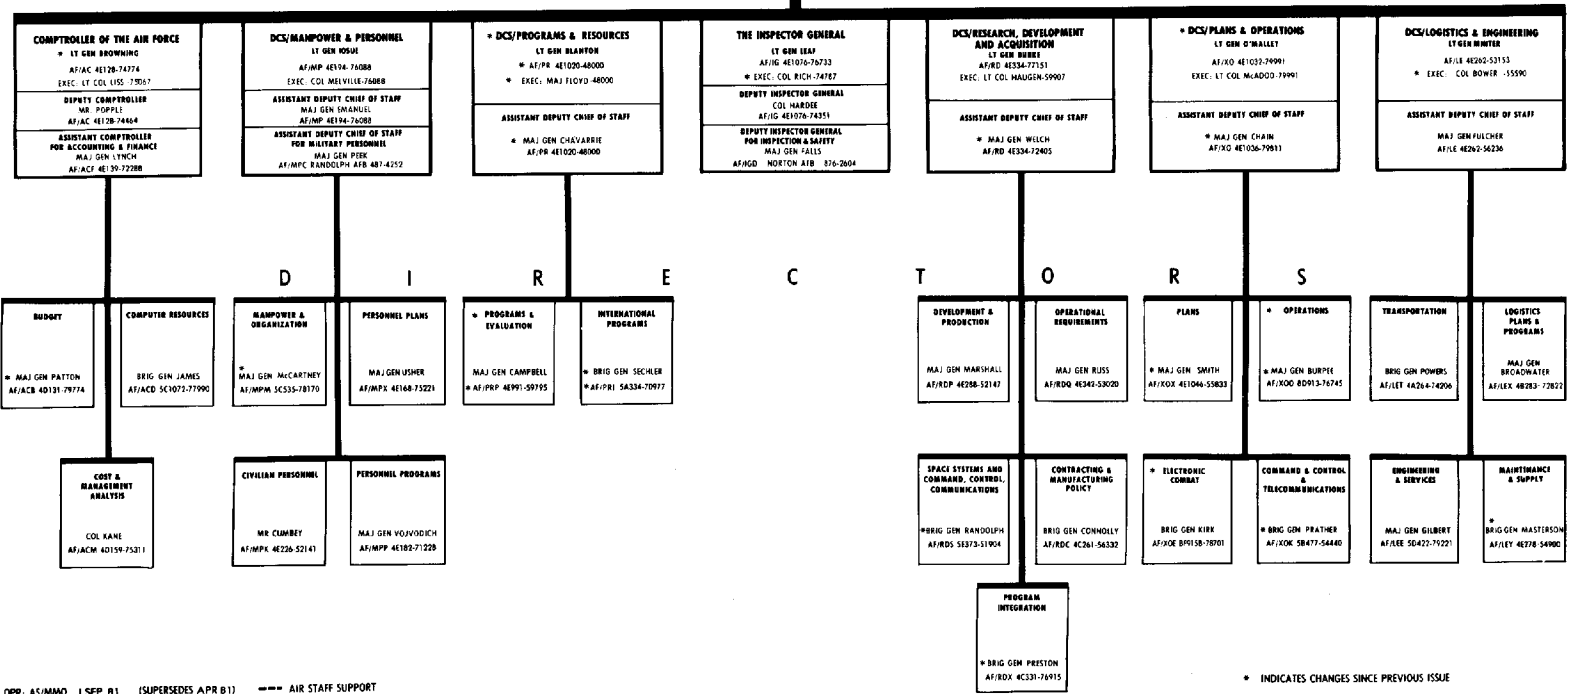 COMPTROLLER OF THE AIR FORCE
* LT GEN BROWNING
AF/AC 4E128-74774
EXEC: LT COL LISS -75067
DEPUTY COMPTROLLER
MR. POPPLE
AF/AC 4E128-74464
ASSISTANT COMPTROLLER
FOR ACCOUNTING & FINANCE
MAJ GEN LYNCH
AF/ACF 4E139-72288
DCS/MANPOWER & PERSONNEL
LT GEN IOSUE
AF/MP 4E194-76088
EXEC: COL MELVILLE-76088
ASSISTANT DEPUTY CHIEF OF STAFF
MAJ GEN EMANUEL
AF/MP 4E194-76088
ASSISTANT DEPUTY CHIEF OF STAFF
FOR MILITARY PERSONNEL
MAJ GEN PEEK
AF/MPC RANDOLPH AFB 487-4252
* DCS/PROGRAMS & RESOURCES
LT GEN BLANTON
* AF/PR 4E1020-48000
* EXEC: MAJ FLOYD-48000
ASSISTANT DEPUTY CHIEF OF STAFF
* MAJ GEN CHAVARRIE
AF/PR 4E1020-48000
THE INSPECTOR GENERAL
LT GEN LEAF
AF/IG 4E1076-76733
* EXEC: COL RICH-74787
DEPUTY INSPECTOR GENERAL
COL HARDEE
AF/IG 4E1076-74351
DEPUTY INSPECTOR GENERAL
FOR INSPECTION & SAFETY
MAJ GEN FALLS
AF/IGD NORTON AFB 876-2604
DCS/RESEARCH, DEVELOPMENT
AND ACQUISITION
LT GEN BURKE
AF/RD 4E334-77151
EXEC: LT COL HAUGEN-59907
ASSISTANT DEPUTY CHIEF OF STAFF
* MAJ GEN WELCH
AF/RD 4E334-72405
* DCS/PLANS & OPERATIONS
LT GEN O'MALLEY
AF/XO 4E1032-79991
EXEC: LT COL McADOO-79991
ASSISTANT DEPUTY CHIEF OF STAFF
* MAJ GEN CHAIN
AF/XO 4E1036-79811
DCS/LOGISTICS & ENGINEERING
LT GEN MINTER
AF/LE 4E262-53153
* EXEC: COL BOWER -55590
ASSISTANT DEPUTY CHIEF OF STAFF
MAJ GEN FULCHER
AF/LE 4E262-56236
D I R E C T O R S
BUDGET
* MAJ GEN PATTON
AF/ACB 4D131-79774
COMPUTER RESOURCES
BRIG GEN JAMES
AF/ACD 5C1072-77990
MANPOWER &
ORGANIZATION
*
MAJ GEN McCARTNEY
AF/MPM 5C535-78170
PERSONNEL PLANS
MAJ GEN USHER
AF/MPX 4E168-75221
* PROGRAMS &
EVALUATION
MAJ GEN CAMPBELL
* AF/PRP 4E991-59795
INTERNATIONAL
PROGRAMS
* BRIG GEN SECHLER
* AF/PRI 5A334-70977
DEVELOPMENT &
PRODUCTION
MAJ GEN MARSHALL
AF/RDP 4E288-52147
OPERATIONAL
REQUIREMENTS
MAJ GEN RUSS
AF/RDQ 4E342-53020
PLANS
* MAJ GEN SMITH
AF/XOX 4E1046-55833
* OPERATIONS
* MAJ GEN BURPEE
AF/XOO BD913-76745
TRANSPORTATION
BRIG GEN POWERS
AF/LET 4A264-74206
LOGISTICS
PLANS &
PROGRAMS
MAJ GEN
BROADWATER
AF/LEX 4B283-72822
COST &
MANAGEMENT
ANALYSIS
COL KANE
AF/ACM 4D159-75311
CIVILIAN PERSONNEL
MR CUMBEY
AF/MPK 4E226-52141
PERSONNEL PROGRAMS
MAJ GEN VOJVODICH
AF/MPP 4E182-71228
SPACE SYSTEMS AND
COMMAND, CONTROL,
COMMUNICATIONS
* BRIG GEN RANDOLPH
AF/RDS 5E373-51904
CONTRACTING &
MANUFACTURING
POLICY
BRIG GEN CONNOLLY
AF/RDC 4C261-56332
* ELECTRONIC
COMBAT
BRIG GEN KIRK
AF/XOE BF915B-78701
COMMAND & CONTROL
&
TELECOMMUNICATIONS
* BRIG GEN PRATHER
AF/XOK 5B477-54440
ENGINEERING
& SERVICES
MAJ GEN GILBERT
AF/LEE 5D422-79221
MAINTENANCE
& SUPPLY
*
BRIG GEN MASTERSON
AF/LEY 4E278-54900
PROGRAM
INTEGRATION
* BRIG GEN PRESTON
AF/RDX 4C331-76915
OPR: AS/MMO 1 SEP 81 (SUPERSEDES APR 81) --- AIR STAFF SUPPORT
* INDICATES CHANGES SINCE PREVIOUS ISSUE